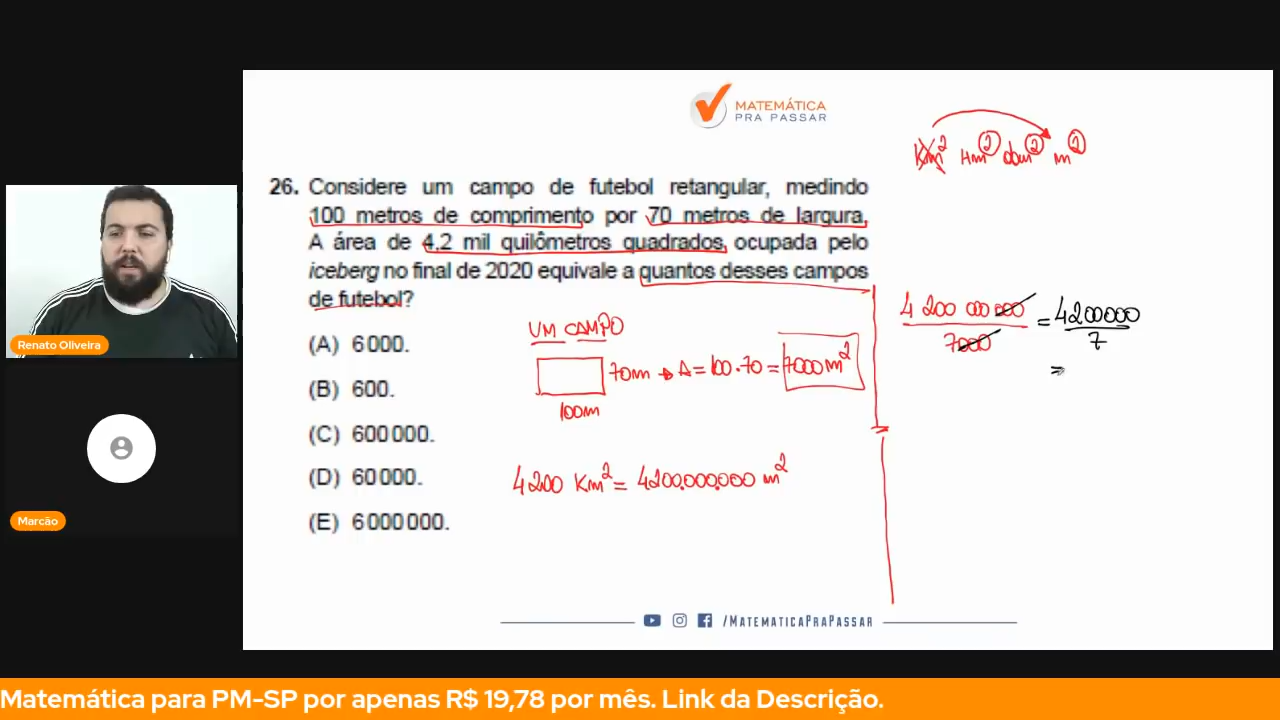 MATEMÁTICA
PRA PASSAR
Km² Hm² dam² m²
26. Considere um campo de futebol retangular, medindo
100 metros de comprimento por 70 metros de largura.
A área de 4,2 mil quilômetros quadrados, ocupada pelo
iceberg no final de 2020 equivale a quantos desses campos
de futebol?
(A) 6 000.
(B) 600.
(C) 600 000.
(D) 60 000.
(E) 6 000 000.
UM CAMPO
70m → A = 100 · 70 = 7000 m²
100m
4200 Km² = 4200.000.000 m²
4 200 000 000 = 4200000
7000 7
=
/MATEMATICAPRAPASSAR
Renato Oliveira
Marcão
Matemática para PM-SP por apenas R$ 19,78 por mês. Link da Descrição.